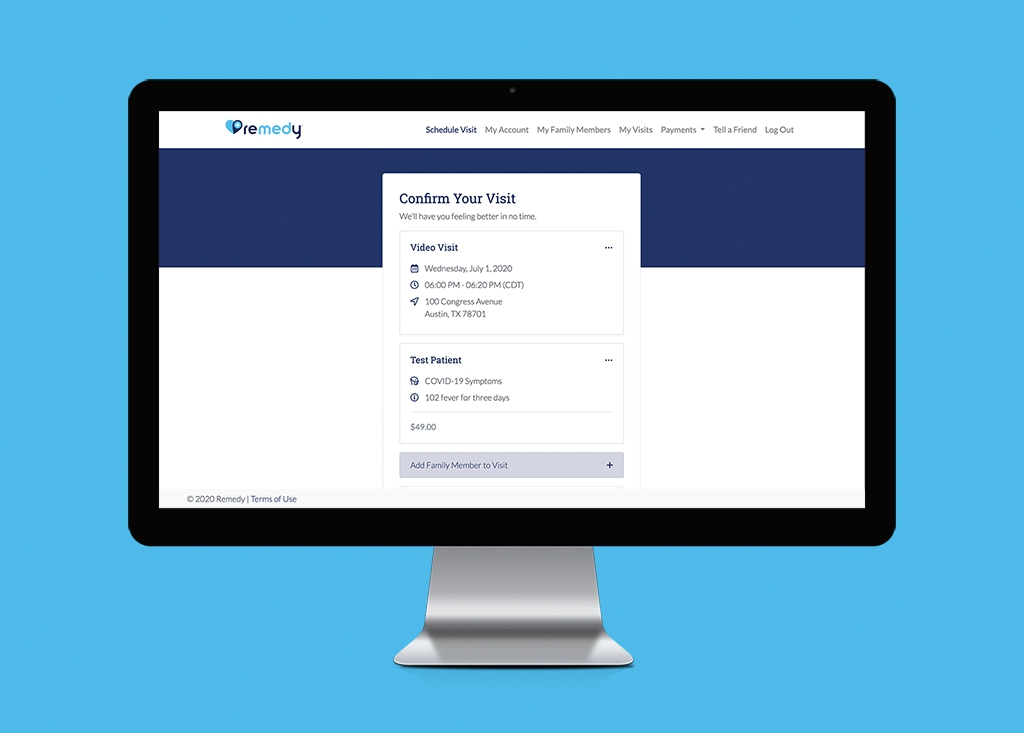 remedy
Schedule Visit My Account My Family Members My Visits Payments Tell a Friend Log Out
Confirm Your Visit
We'll have you feeling better in no time.
Video Visit
Wednesday, July 1, 2020
06:00 PM - 06:20 PM (CDT)
100 Congress Avenue
Austin, TX 78701
Test Patient
COVID-19 Symptoms
102 fever for three days
$49.00
Add Family Member to Visit +
© 2020 Remedy | Terms of Use